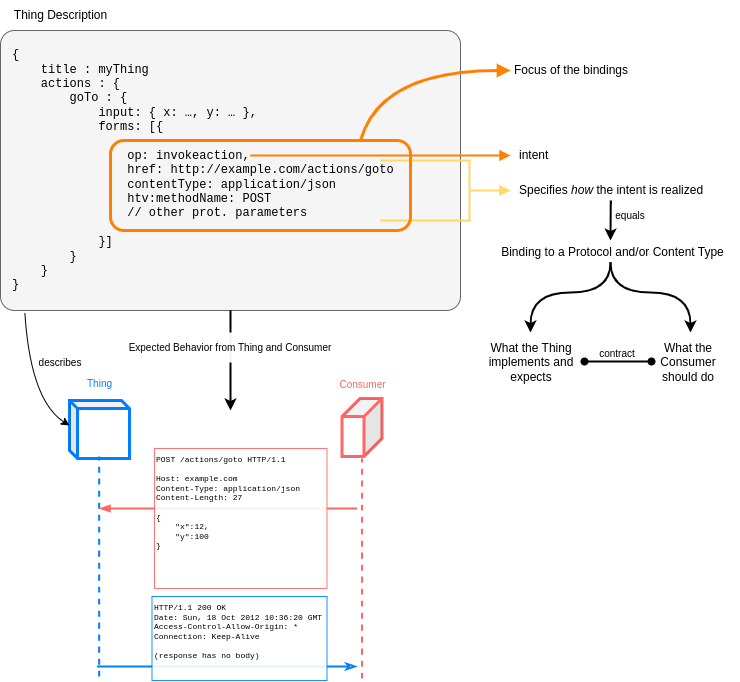 Thing Description
{
title : myThing
actions : {
goTo : {
input: { x: …, y: … },
forms: [{
op: invokeaction,
href: http://example.com/actions/goto
contentType: application/json
htv:methodName: POST
// other prot. parameters
}]
}
}
}
Focus of the bindings
intent
Specifies how the intent is realized
equals
Binding to a Protocol and/or Content Type
What the Thing
implements and
expects
contract
What the
Consumer
should do
Expected Behavior from Thing and Consumer
describes
Thing
Consumer
POST /actions/goto HTTP/1.1
Host: example.com
Content-Type: application/json
Content-Length: 27
{
"x":12,
"y":100
}
HTTP/1.1 200 OK
Date: Sun, 18 Oct 2012 10:36:20 GMT
Access-Control-Allow-Origin: *
Connection: Keep-Alive
(response has no body)